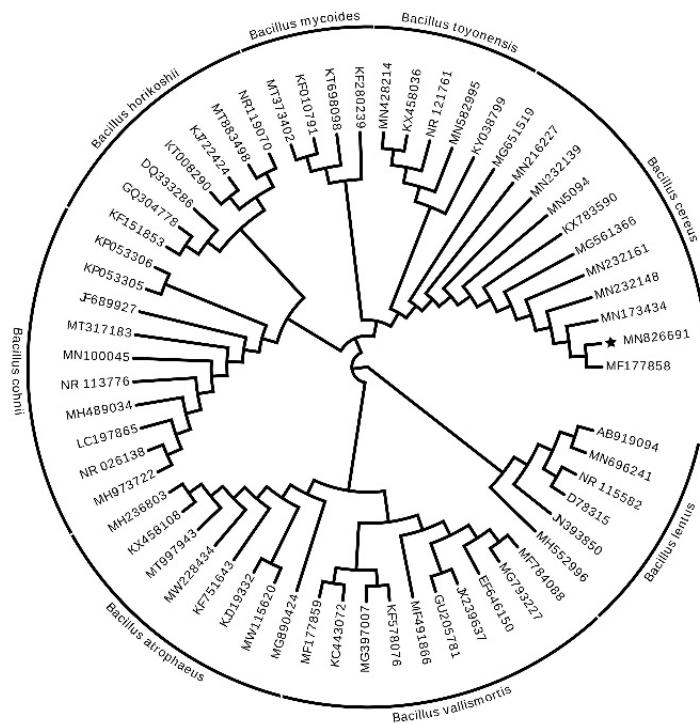 Bacillus mycoides
Bacillus toyonensis
Bacillus cereus
Bacillus lentus
Bacillus vallismortis
Bacillus atrophaeus
Bacillus cohnii
Bacillus horikoshii
MN428214
KX458036
NR 121761
MN582995
KY038799
MG651519
MN216227
MN232139
MN5094
KX783590
MG561366
MN232161
MN232148
MN173434
MN826691
MF177858
AB919094
MN696241
NR 115582
D78315
JN393850
MH552996
MF784088
MG793227
EF646150
JX239637
GU205781
MF491866
KF578076
MG397007
KC443072
MF177859
MG890424
MW115620
KJ019332
KF751643
MW228434
MT997943
KX458108
MH236803
MH973722
NR 026138
LC197865
MH489034
NR 113776
MN100045
MT317183
JF689927
KP053305
KP053306
KF151853
GQ304778
DQ333286
KT008290
KJ722424
MT883498
NR119070
MT373402
KF010791
KT698098
KF280239